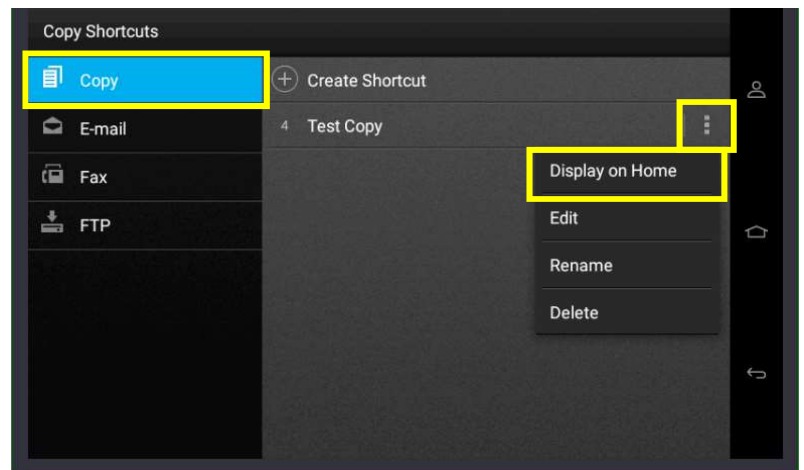 Copy Shortcuts
Copy
Create Shortcut
E-mail
4 Test Copy
Fax
Display on Home
FTP
Edit
Rename
Delete